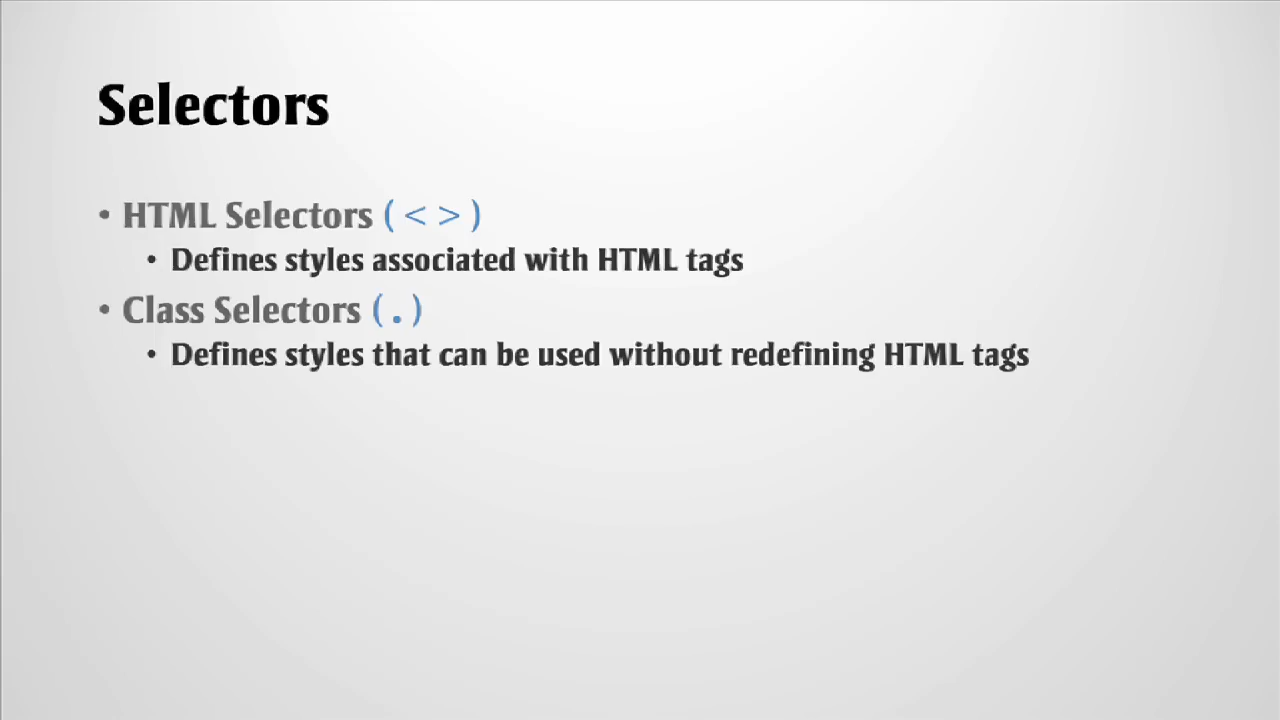 Selectors
• HTML Selectors (<>)
• Defines styles associated with HTML tags
• Class Selectors (.)
• Defines styles that can be used without redefining HTML tags